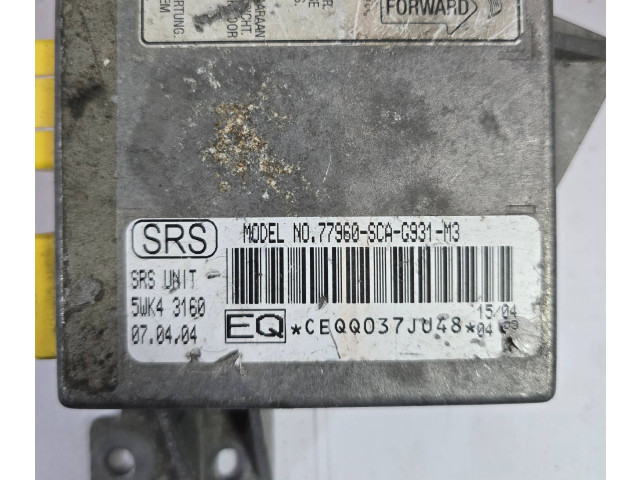 FORWARD
SRS
MODEL NO.77960-SCA-G931-M3
SRS UNIT
5WK4 3160
07.04.04
EQ
*CEQQ037JU48*
15/04
04